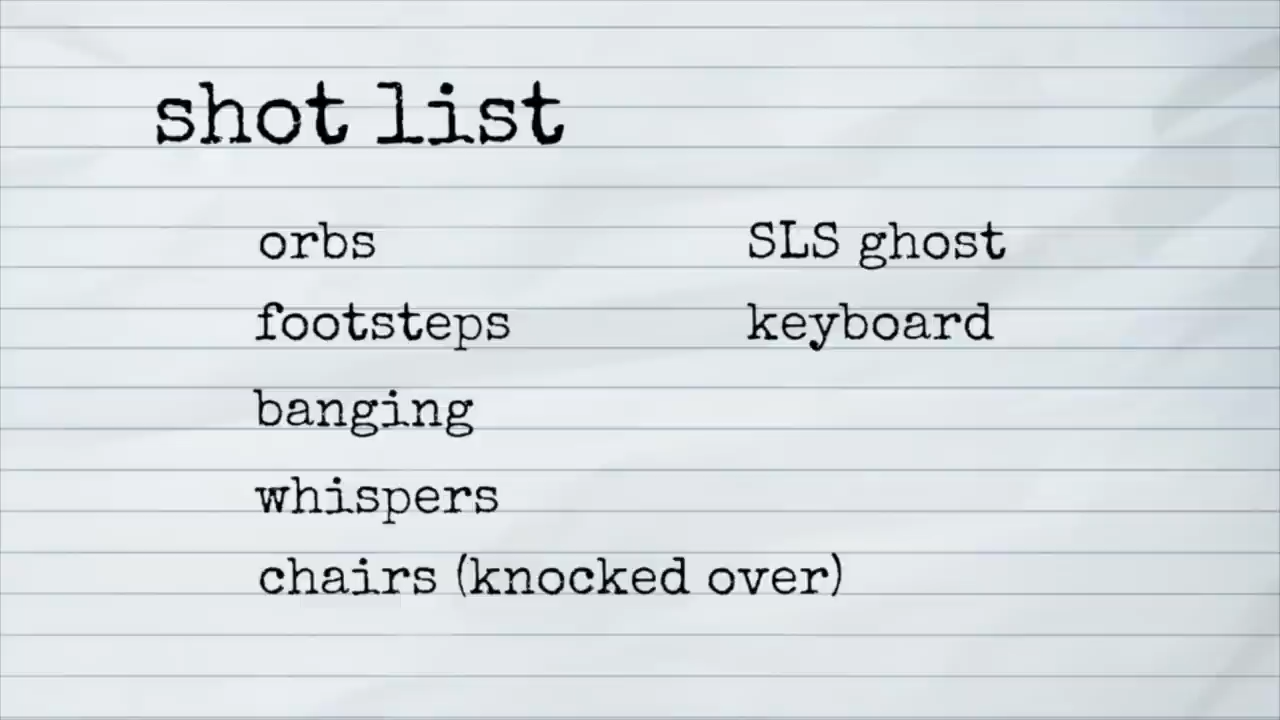 shot list
orbs
footsteps
banging
whispers
chairs (knocked over)
SLS ghost
keyboard